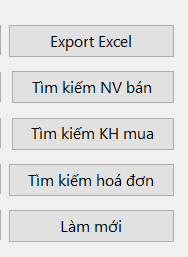 Export Excel
Tìm kiếm NV bán
Tìm kiếm KH mua
Tìm kiếm hoá đơn
Làm mới